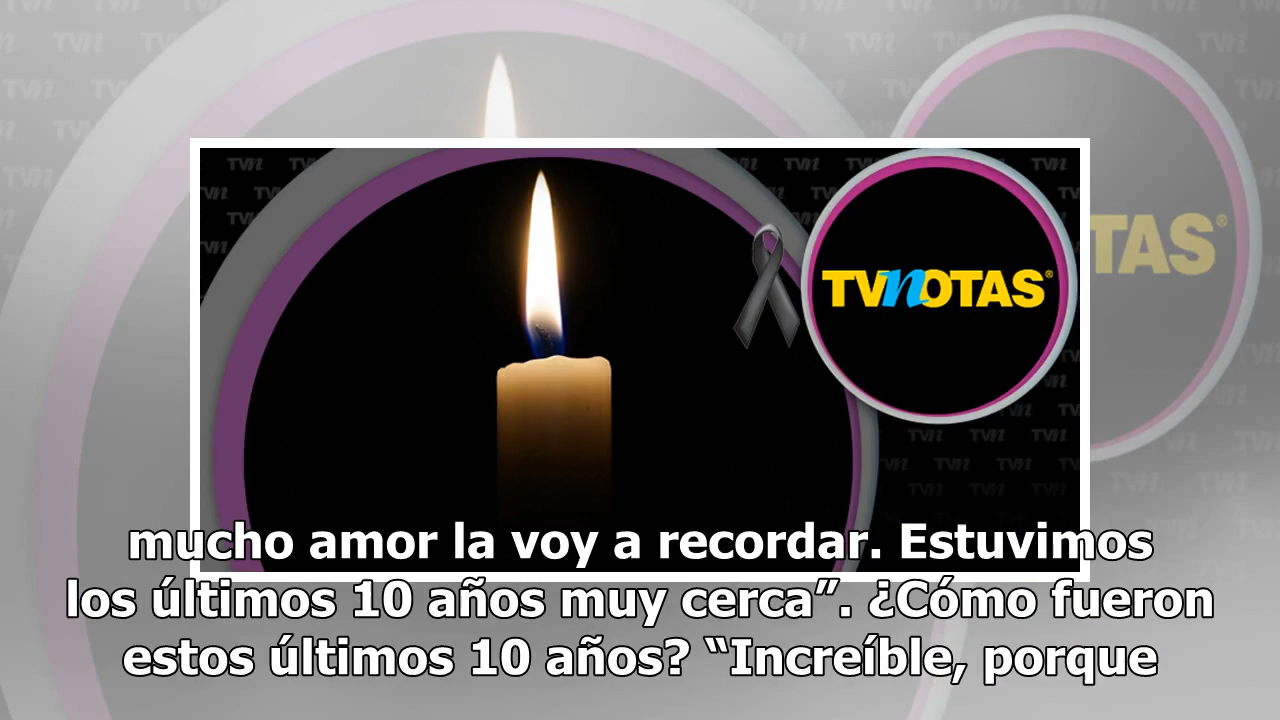 TVnOTAS®
TAS®
mucho amor la voy a recordar. Estuvimos
los últimos 10 años muy cerca”. ¿Cómo fueron
estos últimos 10 años? “Increíble, porque